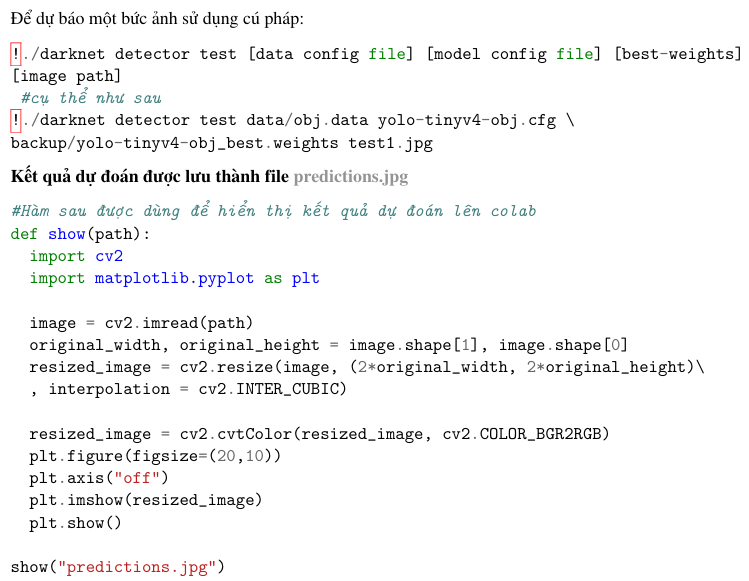 Để dự báo một bức ảnh sử dụng cú pháp:
!./darknet detector test [data config file] [model config file] [best-weights]
[image path]
#cụ thể như sau
!./darknet detector test data/obj.data yolo-tinyv4-obj.cfg \
backup/yolo-tinyv4-obj_best.weights test1.jpg
Kết quả dự đoán được lưu thành file predictions.jpg
#Hàm sau được dùng để hiển thị kết quả dự đoán lên colab
def show(path):
  import cv2
  import matplotlib.pyplot as plt

  image = cv2.imread(path)
  original_width, original_height = image.shape[1], image.shape[0]
  resized_image = cv2.resize(image, (2*original_width, 2*original_height)\
  , interpolation = cv2.INTER_CUBIC)

  resized_image = cv2.cvtColor(resized_image, cv2.COLOR_BGR2RGB)
  plt.figure(figsize=(20,10))
  plt.axis("off")
  plt.imshow(resized_image)
  plt.show()

show("predictions.jpg")